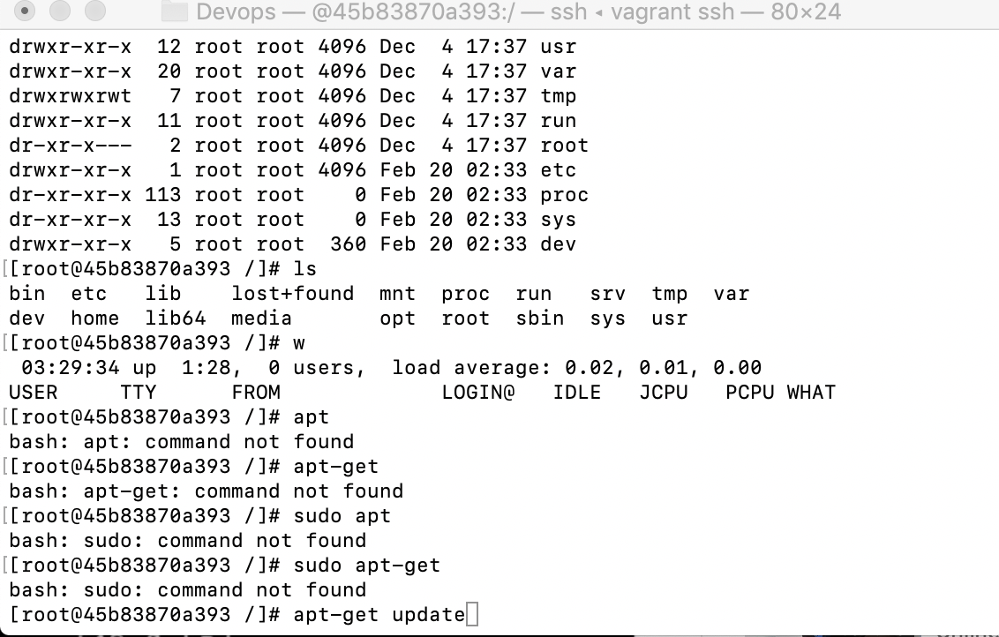 Devops — @45b83870a393:/ — ssh ◂ vagrant ssh — 80×24
drwxr-xr-x  12 root root 4096 Dec  4 17:37 usr
drwxr-xr-x  20 root root 4096 Dec  4 17:37 var
drwxrwxrwt   7 root root 4096 Dec  4 17:37 tmp
drwxr-xr-x  11 root root 4096 Dec  4 17:37 run
dr-xr-x---   2 root root 4096 Dec  4 17:37 root
drwxr-xr-x   1 root root 4096 Feb 20 02:33 etc
dr-xr-xr-x 113 root root    0 Feb 20 02:33 proc
dr-xr-xr-x  13 root root    0 Feb 20 02:33 sys
drwxr-xr-x   5 root root  360 Feb 20 02:33 dev
[[root@45b83870a393 /]# ls
bin  etc   lib    lost+found  mnt  proc  run   srv  tmp  var
dev  home  lib64  media       opt  root  sbin  sys  usr
[[root@45b83870a393 /]# w
 03:29:34 up  1:28,  0 users,  load average: 0.02, 0.01, 0.00
USER     TTY      FROM             LOGIN@   IDLE   JCPU   PCPU WHAT
[[root@45b83870a393 /]# apt
bash: apt: command not found
[[root@45b83870a393 /]# apt-get
bash: apt-get: command not found
[[root@45b83870a393 /]# sudo apt
bash: sudo: command not found
[[root@45b83870a393 /]# sudo apt-get
bash: sudo: command not found
[root@45b83870a393 /]# apt-get update